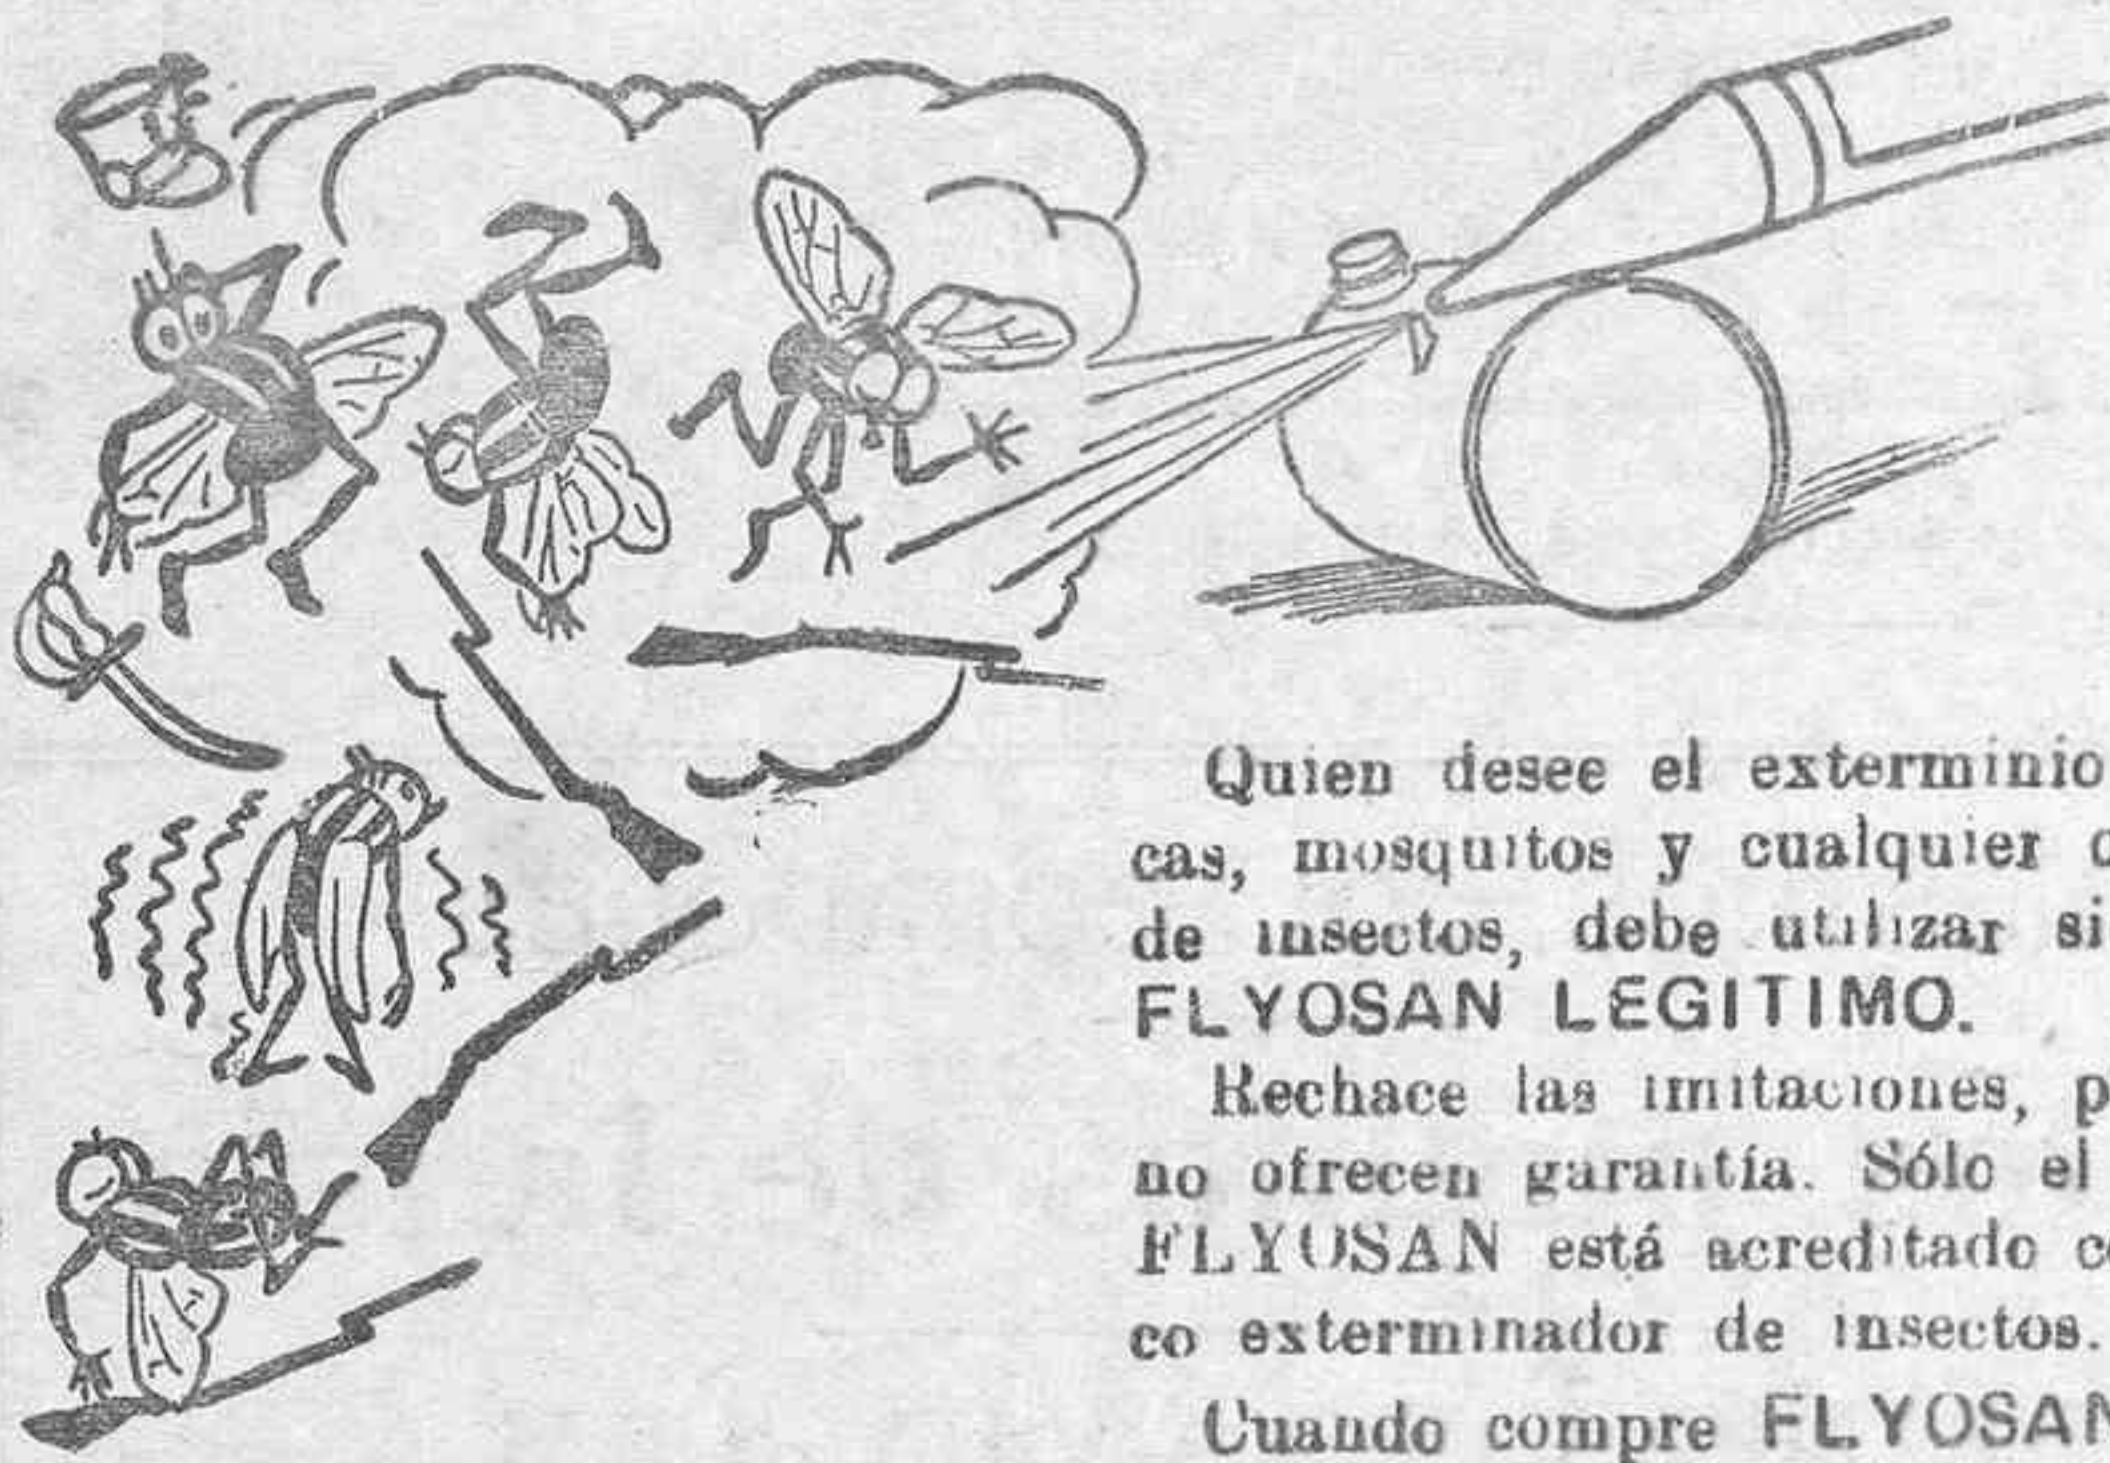 Quien desee el exterminio
cas, mosquitos y cualquier
de insectos, debe utilizar si
FLYOSAN LEGITIMO.
Rechace las imitaciones, p
no ofrecen garantía. Sólo el
FLYOSAN está acreditado c
co exterminador de insectos.
Cuando compre FLYOSAN